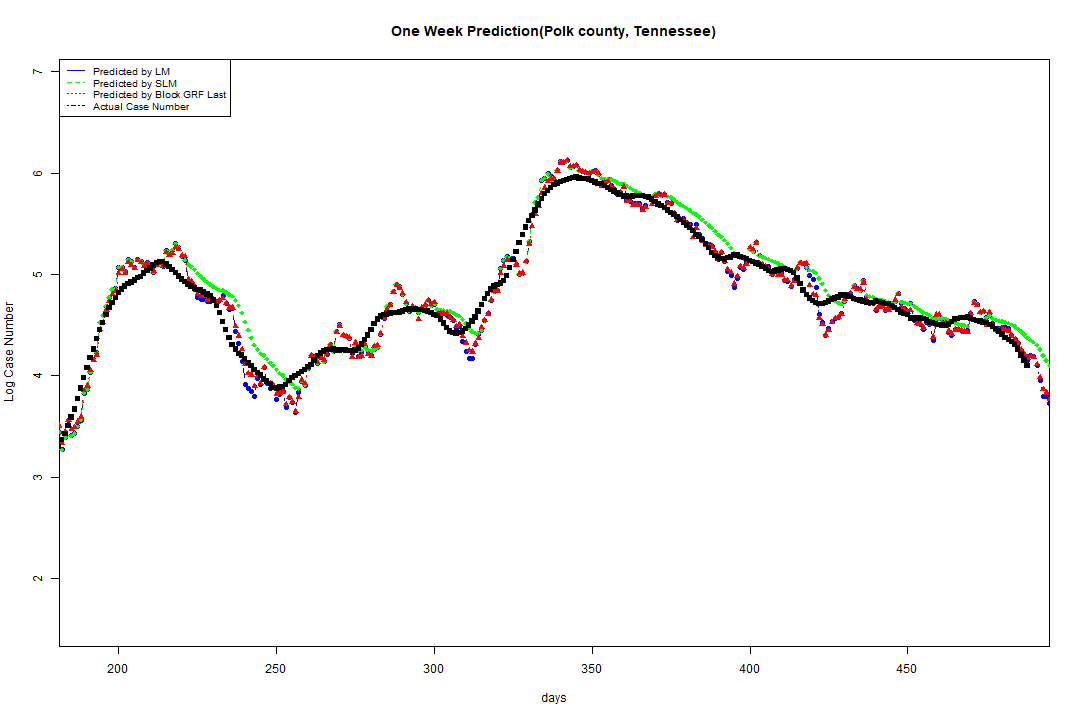 One Week Prediction(Polk county, Tennessee)
Predicted by LM
Predicted by SLM
Predicted by Block GRF Last
Actual Case Number
7
6
5
4
3
2
Log Case Number
200 250 300 350 400 450
days